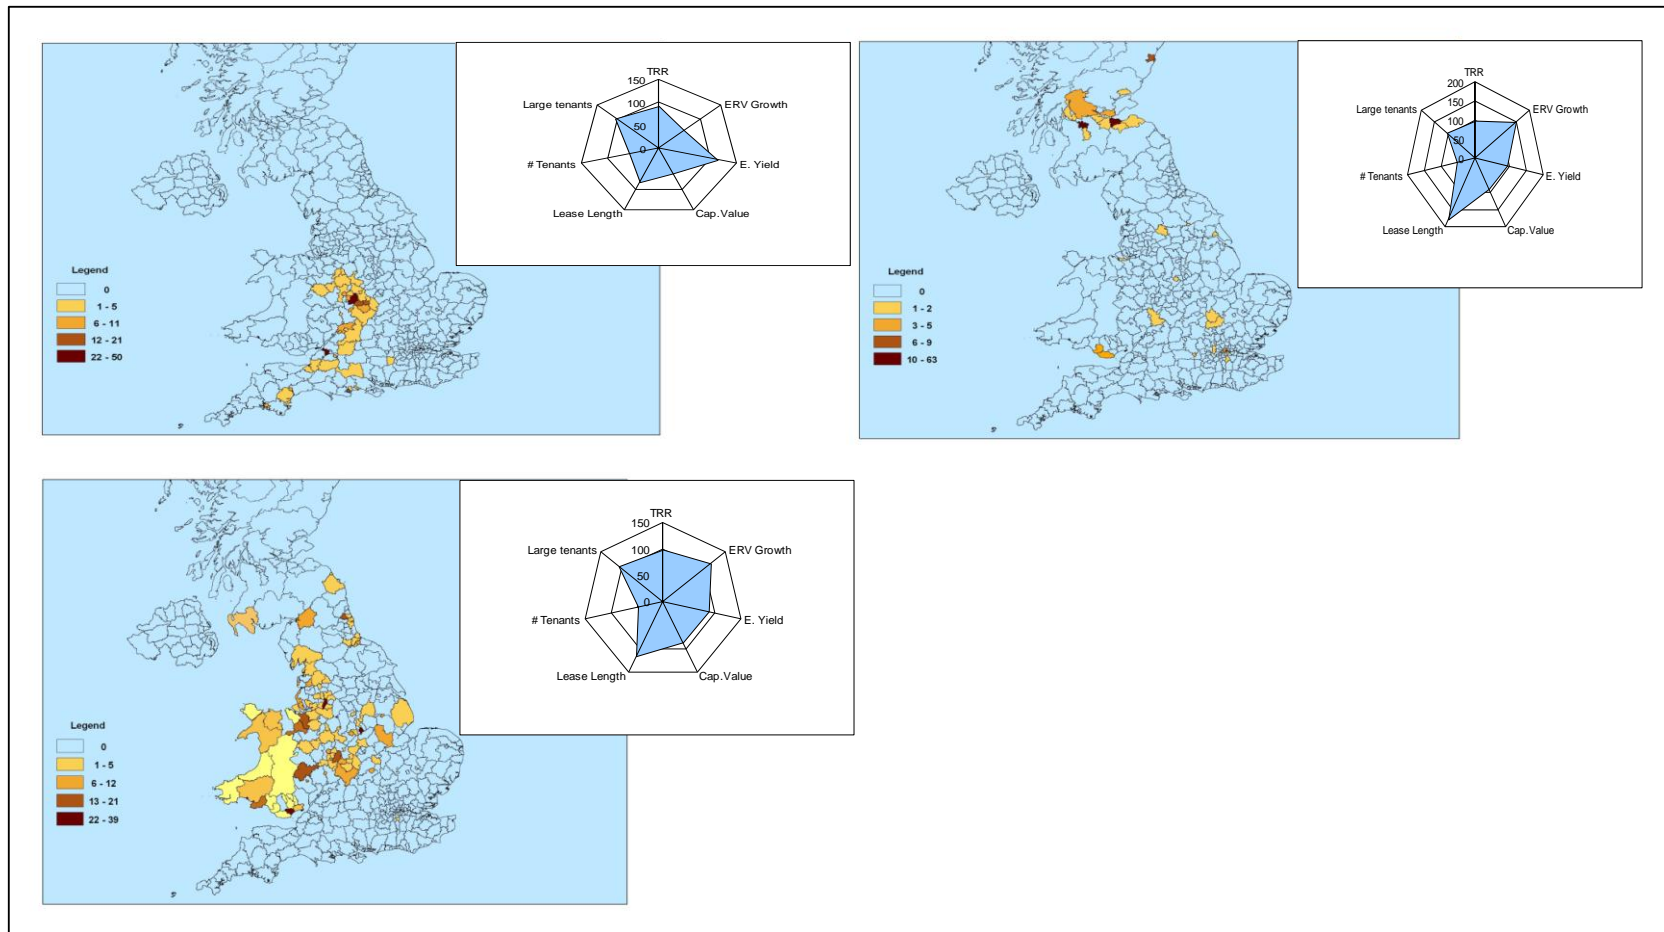 TRR
150
Large tenants
100
ERV Growth
50
0
# Tenants
E. Yield
Lease Length
Cap.Value
Legend
0
1 - 5
6 - 11
12 - 21
22 - 50
TRR
200
Large tenants
150
ERV Growth
100
50
0
# Tenants
E. Yield
Lease Length
Cap.Value
Legend
0
1 - 2
3 - 5
6 - 9
10 - 63
TRR
150
Large tenants
100
ERV Growth
50
0
# Tenants
E. Yield
Lease Length
Cap.Value
Legend
0
1 - 5
6 - 12
13 - 21
22 - 39